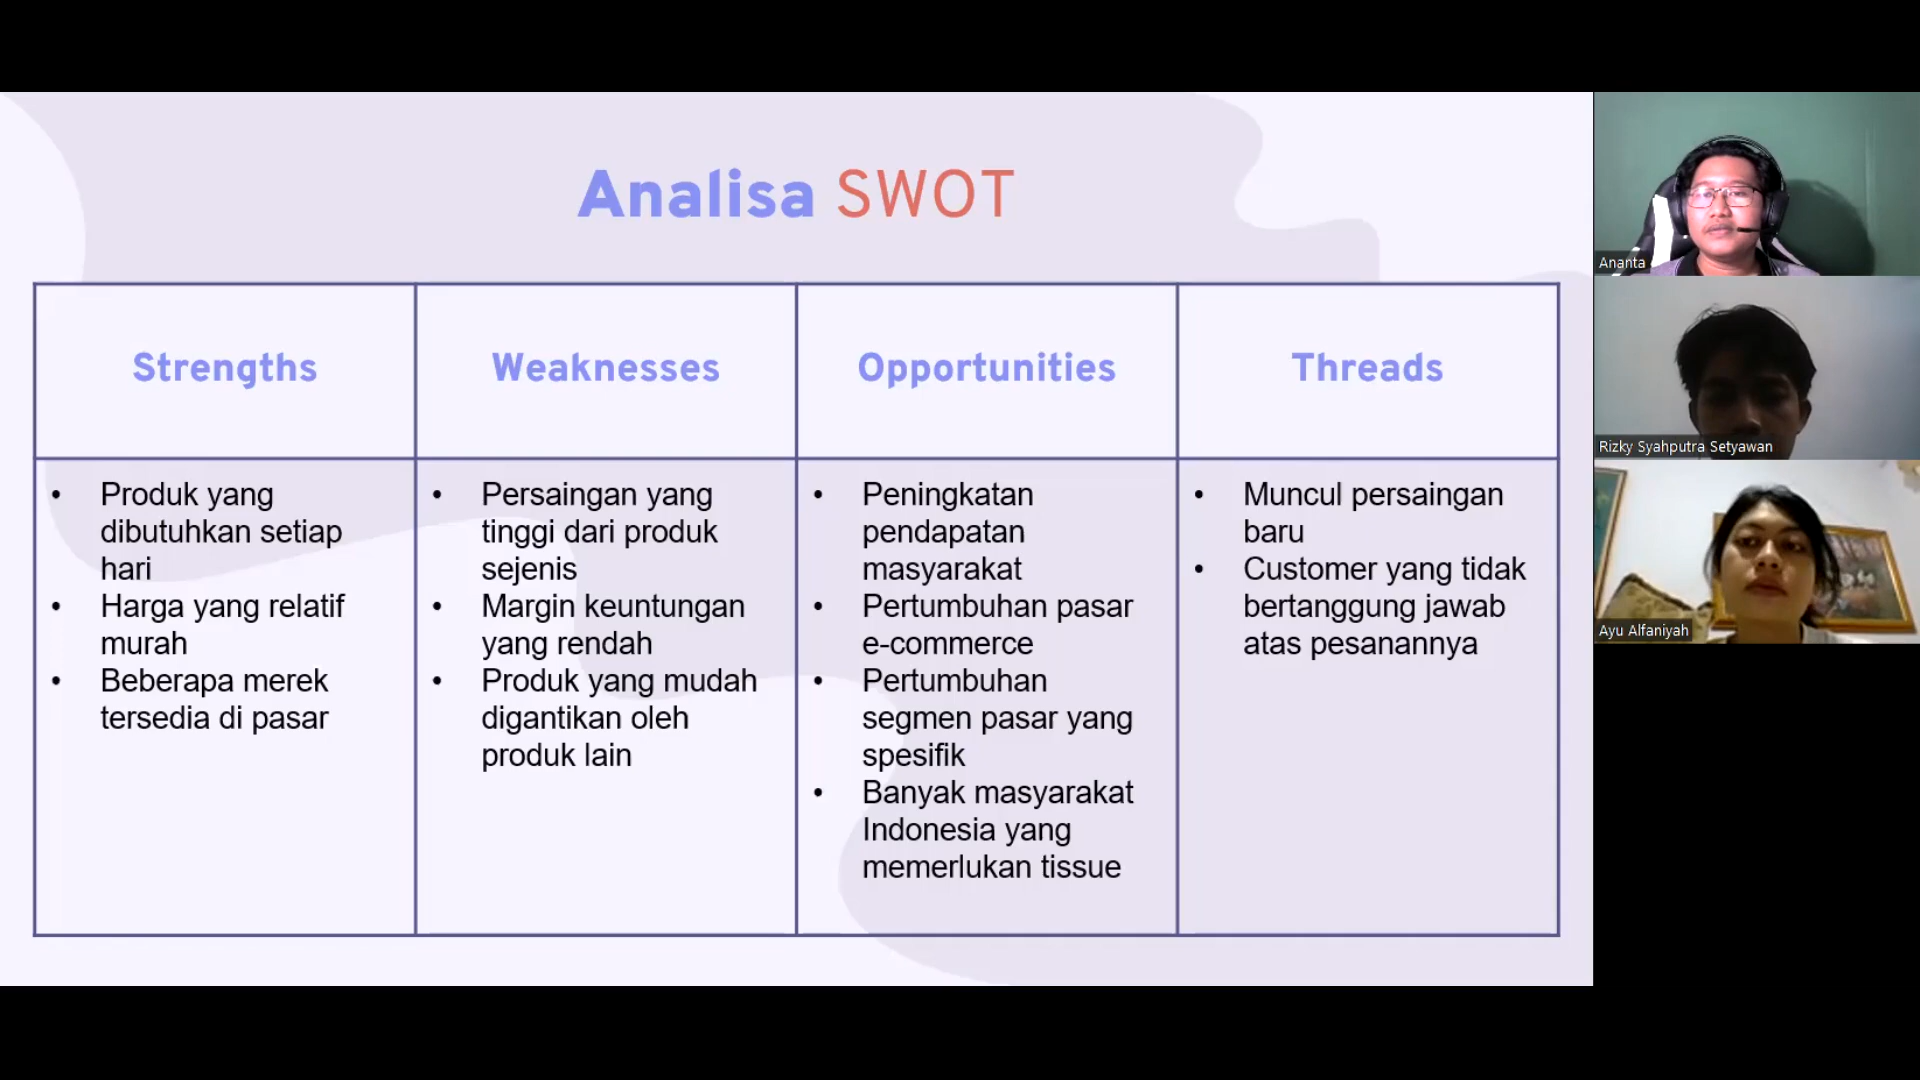 Analisa SWOT
Strengths
Weaknesses
Opportunities
Threads
• Produk yang
dibutuhkan setiap
hari
• Harga yang relatif
murah
• Beberapa merek
tersedia di pasar
• Persaingan yang
tinggi dari produk
sejenis
• Margin keuntungan
yang rendah
• Produk yang mudah
digantikan oleh
produk lain
• Peningkatan
pendapatan
masyarakat
• Pertumbuhan pasar
e-commerce
• Pertumbuhan
segmen pasar yang
spesifik
• Banyak masyarakat
Indonesia yang
memerlukan tissue
• Muncul persaingan
baru
• Customer yang tidak
bertanggung jawab
atas pesanannya
Ananta
Rizky Syahputra Setyawan
Ayu Alfaniyah